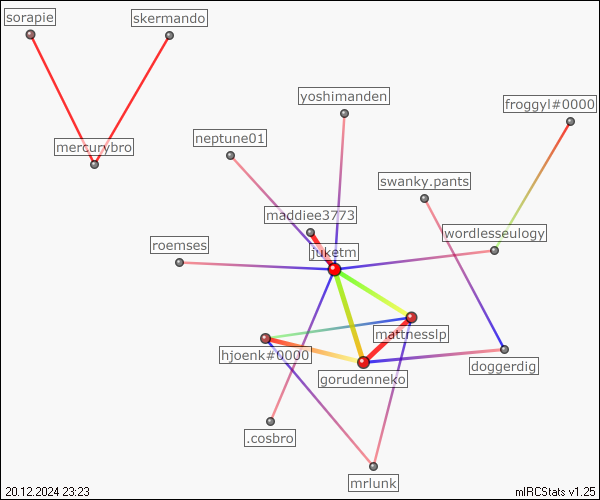 sorapie
skermando
yoshimanden
froggyl#0000
neptune01
mercurybro
swanky.pants
maddiee3773
wordlesseulogy
roemses
juketm
mattnesslp
hjoenk#0000
doggerdig
gorudenneko
.cosbro
mrlunk
20.12.2024 23:23
mIRCStats v1.25